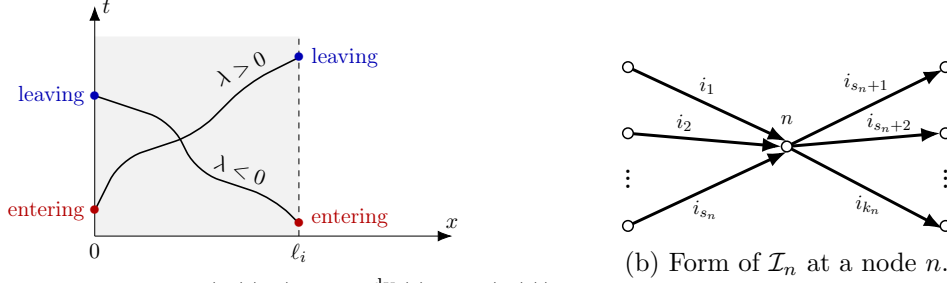 t
leaving
λ > 0
leaving
λ < 0
entering
entering
0
ℓ_i
x
i_1
i_2
⋮
i_{s_n}
n
i_{s_n+1}
i_{s_n+2}
⋮
i_{k_n}
(b) Form of 𝓘_n at a node n.